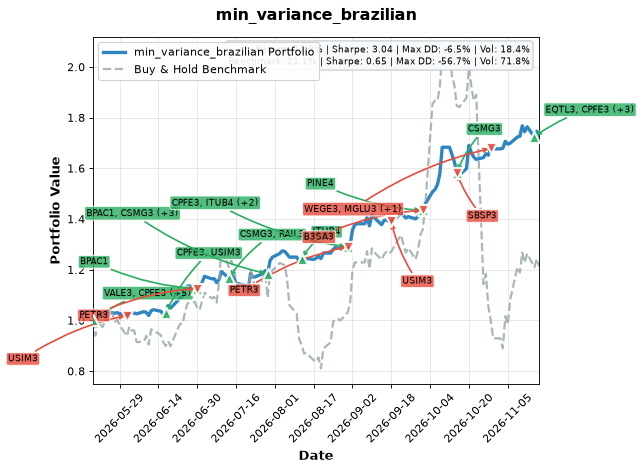 min_variance_brazilian
min_variance_brazilian Portfolio
Buy & Hold Benchmark
| Sharpe: 3.04 | Max DD: -6.5% | Vol: 18.4%
Benchmark: 21.1% | Sharpe: 0.65 | Max DD: -56.7% | Vol: 71.8%
EQTL3, CPFE3 (+3)
CSMG3
PINE4
CPFE3, ITUB4 (+2)
WEGE3, MGLU3 (+1)
BPAC1, CSMG3 (+3)
SBSP3
CSMG3, RAIL3
ITUB4
B3SA3
CPFE3, USIM3
BPAC1
USIM3
PETR3
VALE3, CPFE3 (+5)
PETR3
USIM3
Portfolio Value
2.0
1.8
1.6
1.4
1.2
1.0
0.8
2026-05-29
2026-06-14
2026-06-30
2026-07-16
2026-08-01
2026-08-17
2026-09-02
2026-09-18
2026-10-04
2026-10-20
2026-11-05
Date